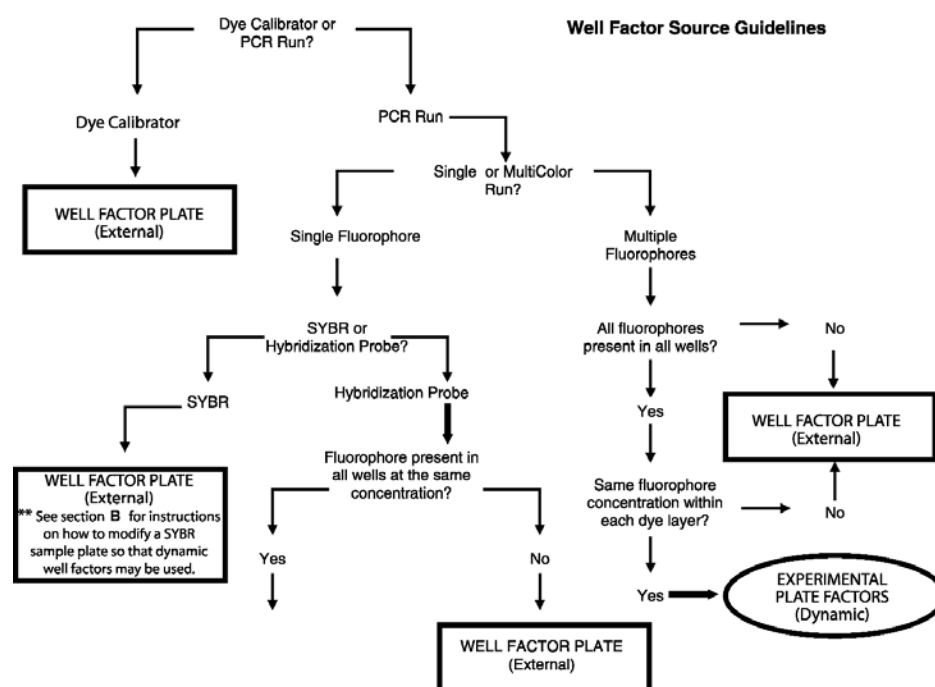 Well Factor Source Guidelines
Dye Calibrator or
PCR Run?
Dye Calibrator
PCR Run
WELL FACTOR PLATE
(External)
Single or MultiColor
Run?
Single Fluorophore
Multiple
Fluorophores
SYBR or
Hybridization Probe?
All fluorophores
present in all wells?
No
SYBR
Hybridization Probe
Yes
WELL FACTOR PLATE
(External)
WELL FACTOR PLATE
(External)
** See section B for instructions
on how to modify a SYBR
sample plate so that dynamic
well factors may be used.
Fluorophore present in
all wells at the same
concentration?
Same fluorophore
concentration within
each dye layer?
No
Yes
No
Yes
EXPERIMENTAL
PLATE FACTORS
(Dynamic)
WELL FACTOR PLATE
(External)